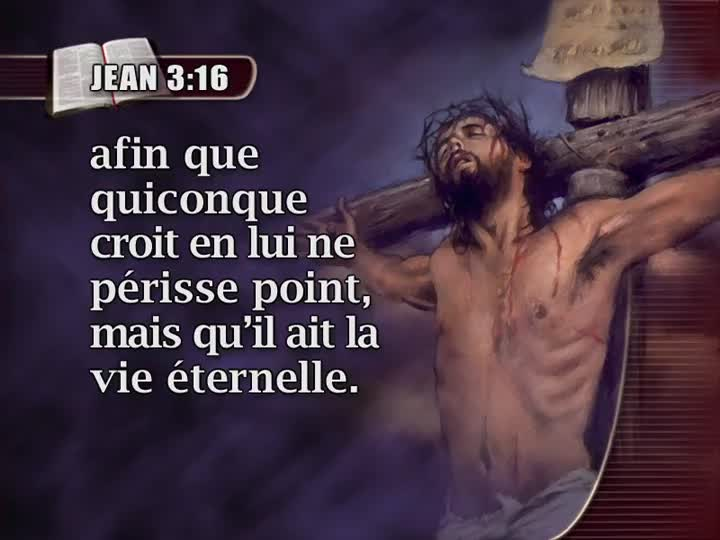 JEAN 3:16
afin que
quiconque
croit en lui ne
périsse point,
mais qu'il ait la
vie éternelle.